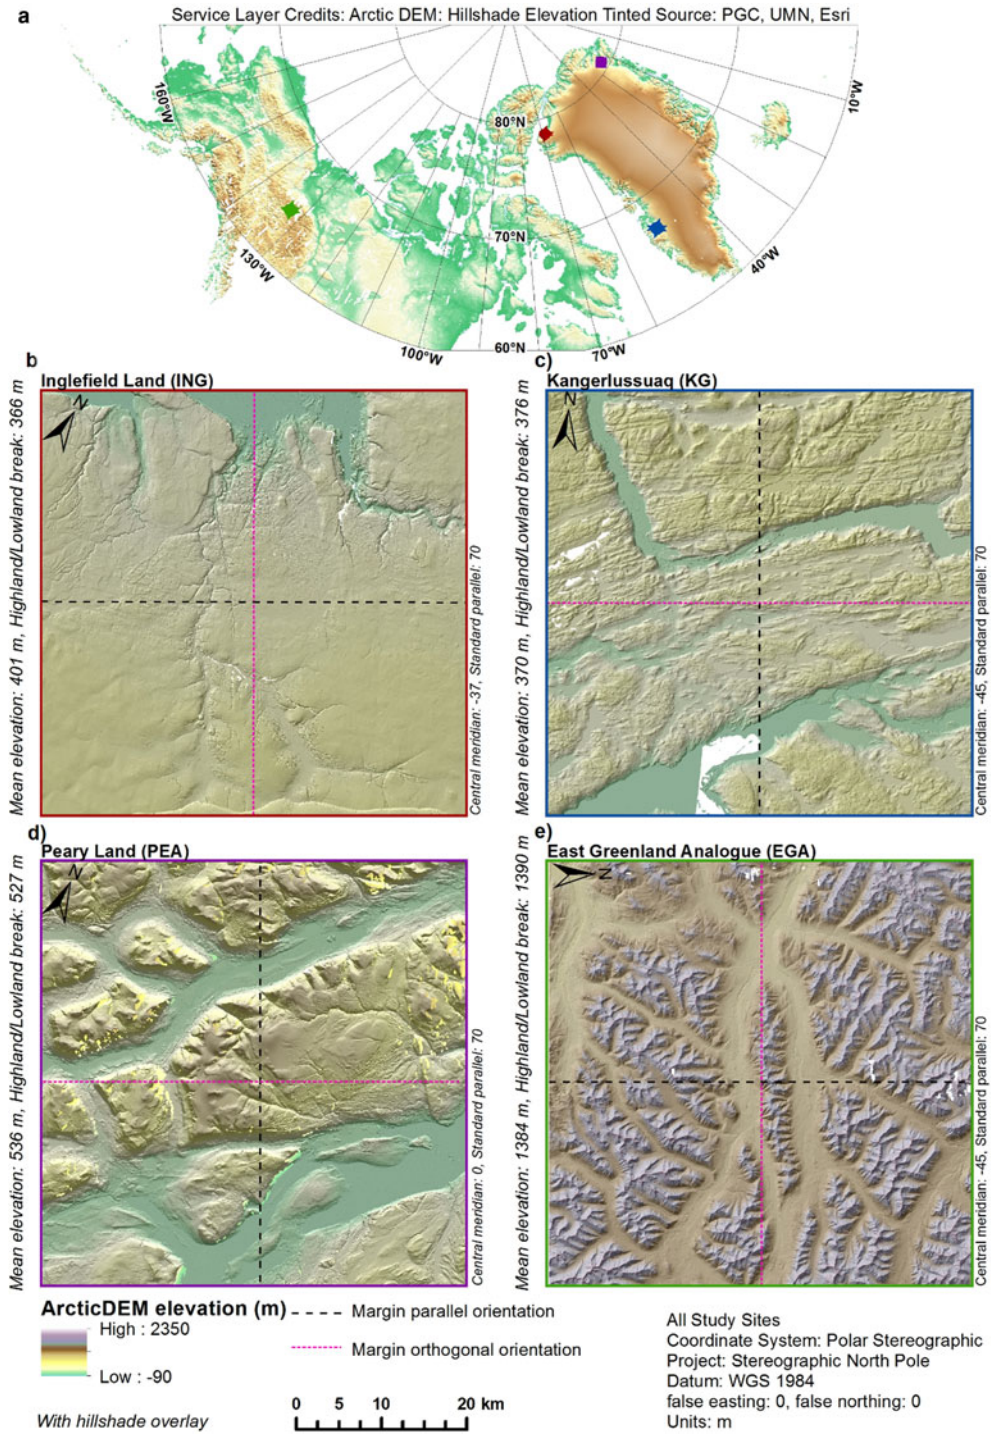 a
Service Layer Credits: Arctic DEM: Hillshade Elevation Tinted Source: PGC, UMN, Esri
160°W
130°W
100°W
80°N
70°N
60°N
70°W
40°W
10°W
b
Inglefield Land (ING)
Mean elevation: 401 m, Highland/Lowland break: 366 m
N
Central meridian: -37, Standard parallel: 70
c)
Kangerlussuaq (KG)
Mean elevation: 370 m, Highland/Lowland break: 376 m
N
Central meridian: -45, Standard parallel: 70
d)
Peary Land (PEA)
Mean elevation: 536 m, Highland/Lowland break: 527 m
N
Central meridian: 0, Standard parallel: 70
e)
East Greenland Analogue (EGA)
Mean elevation: 1384 m, Highland/Lowland break: 1390 m
N
Central meridian: -45, Standard parallel: 70
ArcticDEM elevation (m)
High : 2350
Low : -90
With hillshade overlay
Margin parallel orientation
Margin orthogonal orientation
0 5 10 20 km
All Study Sites
Coordinate System: Polar Stereographic
Project: Stereographic North Pole
Datum: WGS 1984
false easting: 0, false northing: 0
Units: m